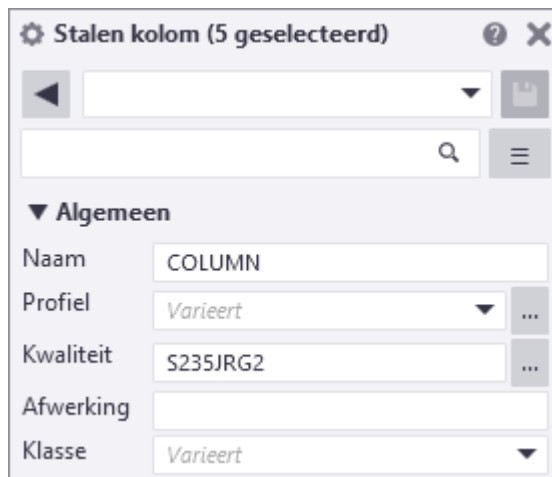 Stalen kolom (5 geselecteerd)
Algemeen
Naam COLUMN
Profiel Varieert ...
Kwaliteit S235JRG2 ...
Afwerking
Klasse Varieert